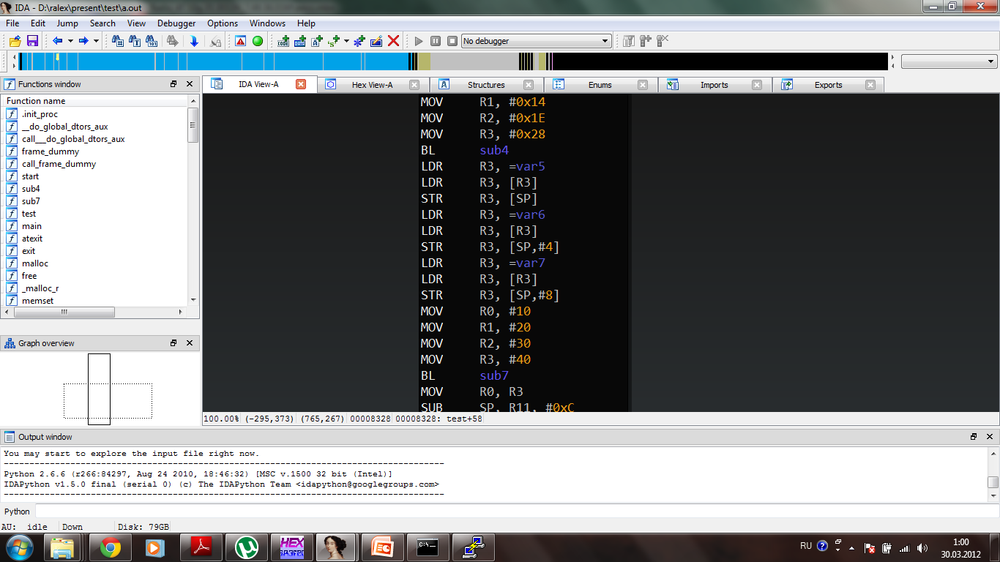 IDA - D:\ralex\present\test\a.out
File Edit Jump Search View Debugger Options Windows Help
No debugger
Functions window
IDA View-A Hex View-A Structures Enums Imports Exports
Function name
.init_proc
__do_global_dtors_aux
call___do_global_dtors_aux
frame_dummy
call_frame_dummy
start
sub4
sub7
test
main
atexit
exit
malloc
free
_malloc_r
memset
Graph overview
MOV R1, #0x14
MOV R2, #0x1E
MOV R3, #0x28
BL sub4
LDR R3, =var5
LDR R3, [R3]
STR R3, [SP]
LDR R3, =var6
LDR R3, [R3]
STR R3, [SP,#4]
LDR R3, =var7
LDR R3, [R3]
STR R3, [SP,#8]
MOV R0, #10
MOV R1, #20
MOV R2, #30
MOV R3, #40
BL sub7
MOV R0, R3
SUB SP, R11, #0xC
100.00% (-295,373) (765,267) 00008328 00008328: test+58
Output window
You may start to explore the input file right now.
---------------------------------------------------------------------------------------
Python 2.6.6 (r266:84297, Aug 24 2010, 18:46:32) [MSC v.1500 32 bit (Intel)]
IDAPython v1.5.0 final (serial 0) (c) The IDAPython Team <idapython@googlegroups.com>
---------------------------------------------------------------------------------------
Python
AU: idle Down Disk: 79GB
HEX
RU
1:00
30.03.2012